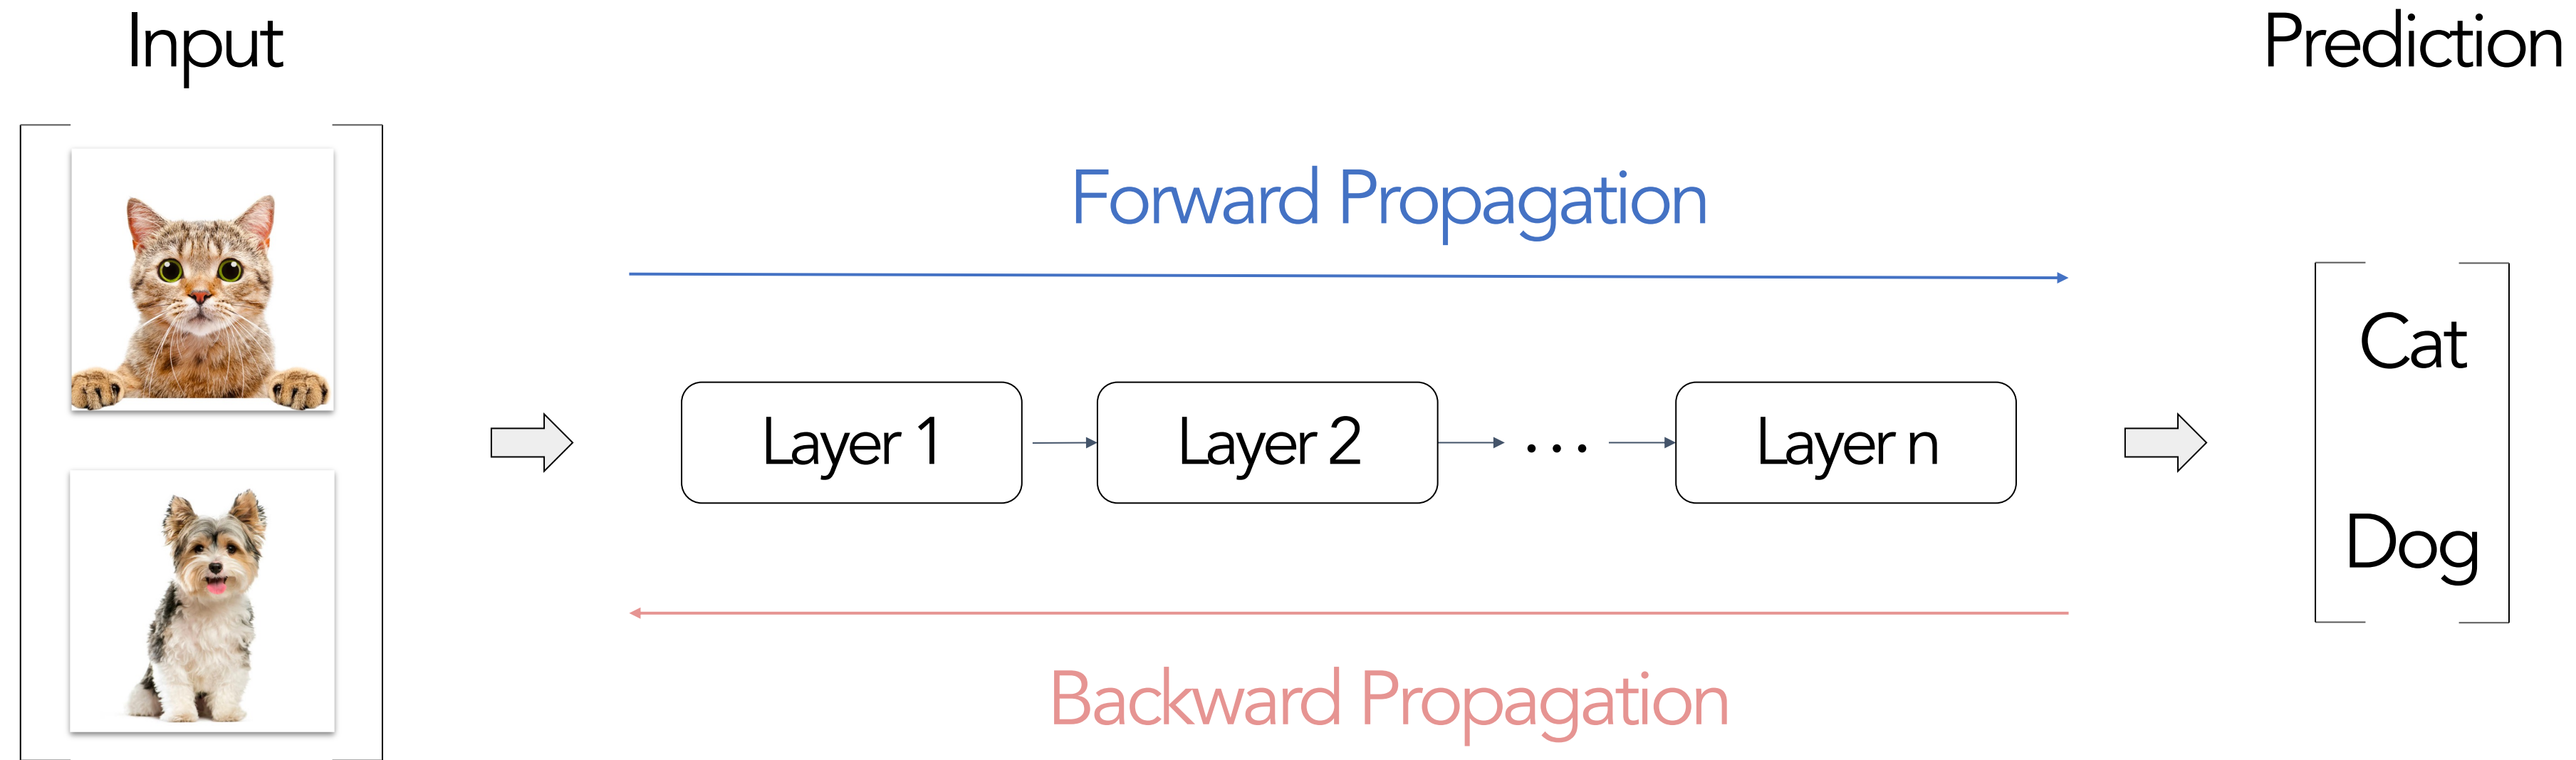 Input
Prediction
Forward Propagation
Layer 1
Layer 2
...
Layer n
Cat
Dog
Backward Propagation